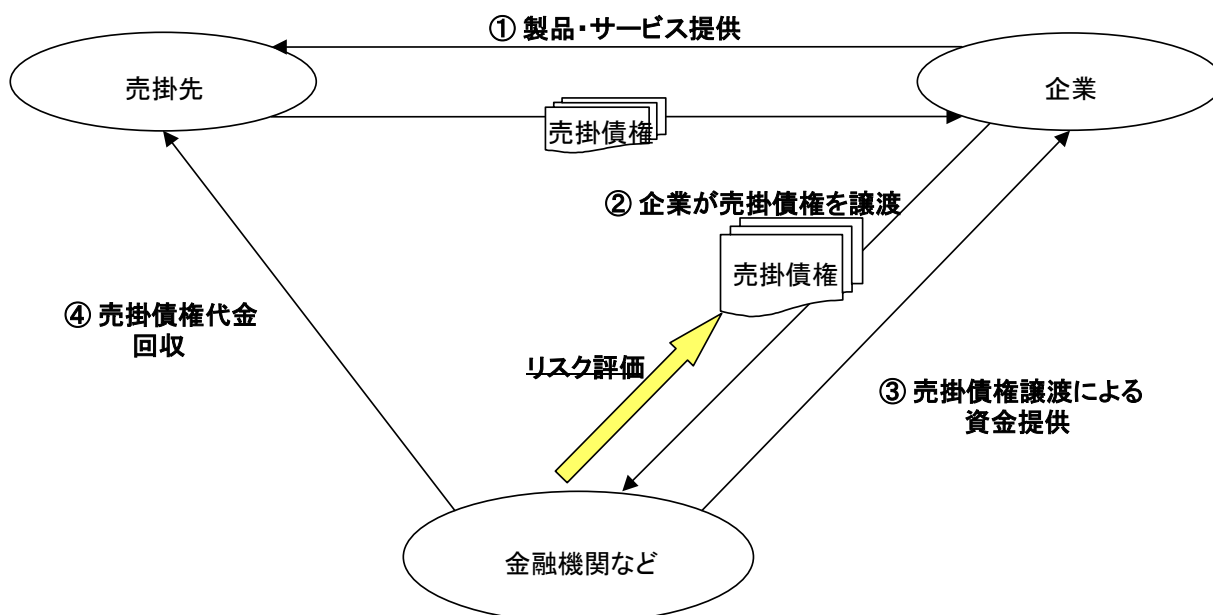 ① 製品・サービス提供
売掛先
企業
売掛債権
② 企業が売掛債権を譲渡
売掛債権
④ 売掛債権代金
回収
リスク評価
③ 売掛債権譲渡による
資金提供
金融機関など